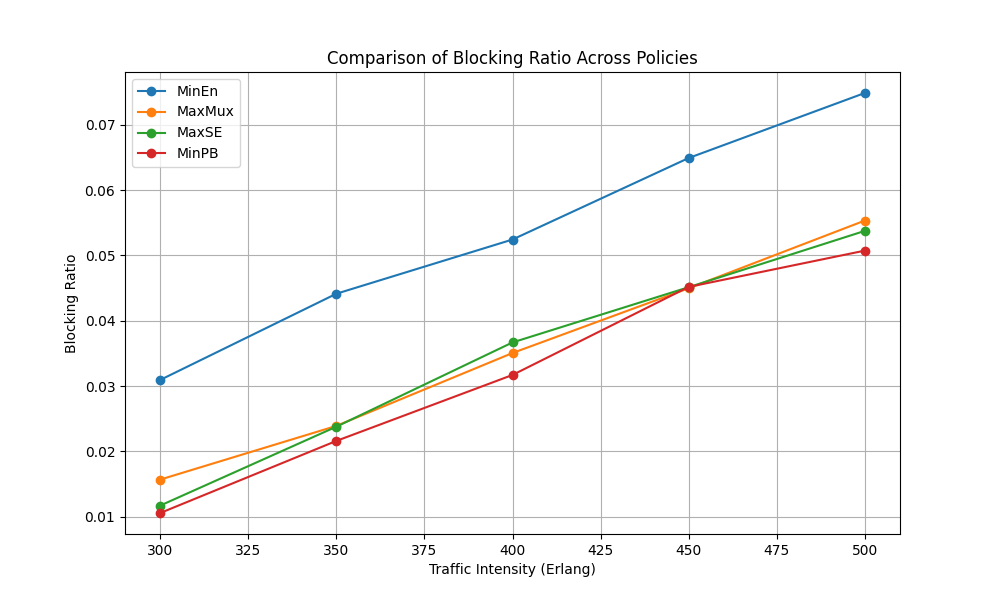 Comparison of Blocking Ratio Across Policies
MinEn
MaxMux
MaxSE
MinPB
Blocking Ratio
0.07
0.06
0.05
0.04
0.03
0.02
0.01
300 325 350 375 400 425 450 475 500
Traffic Intensity (Erlang)